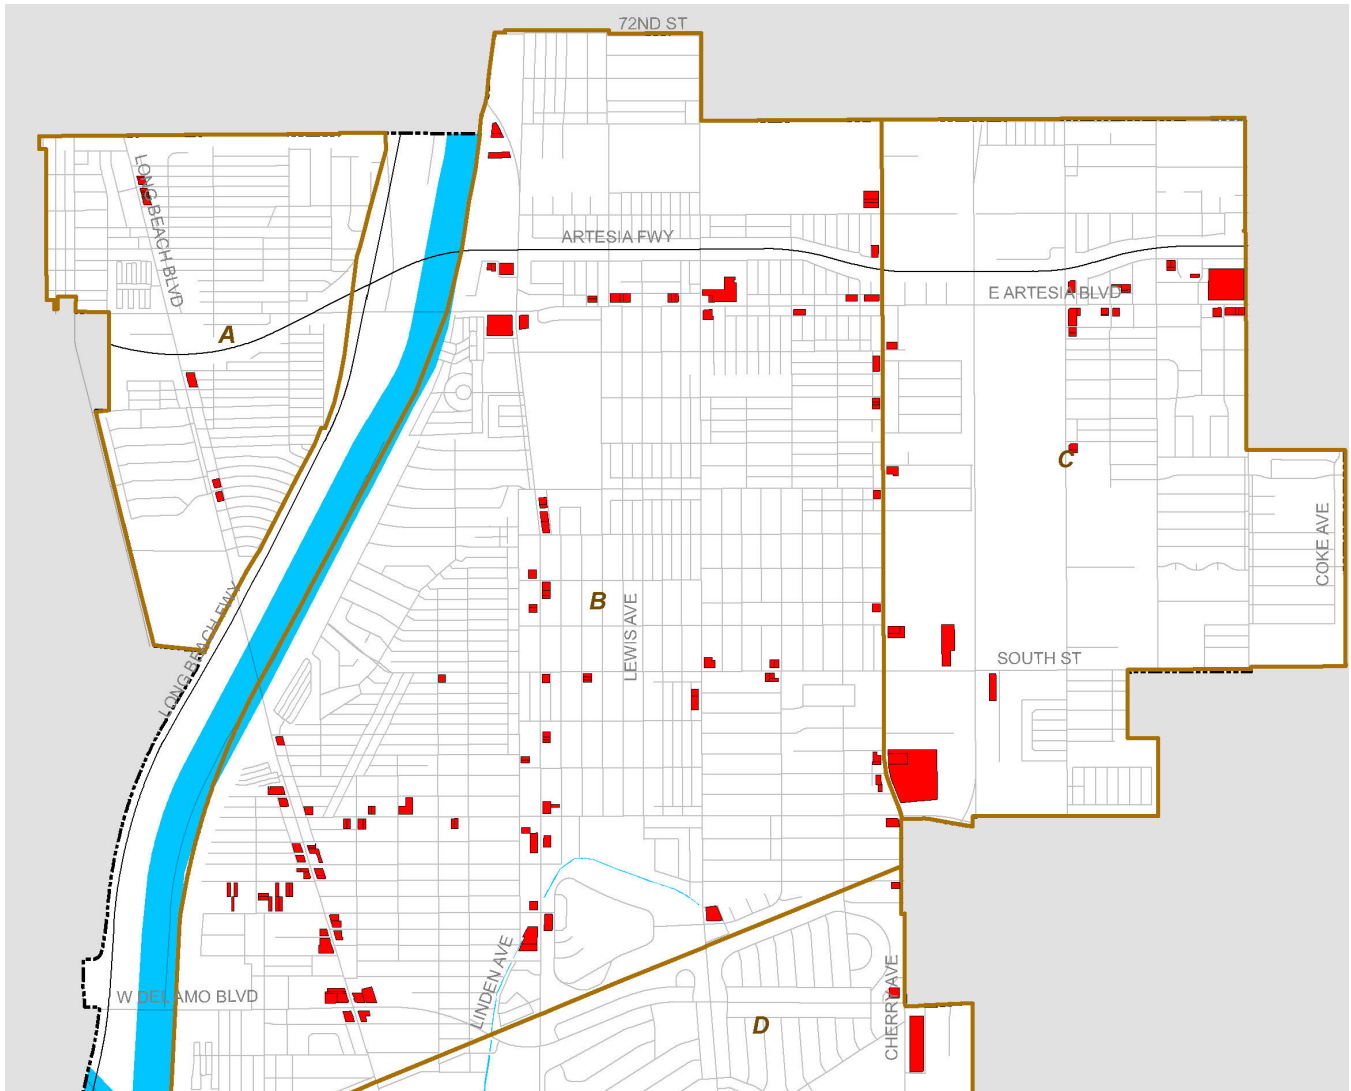 72ND ST
LONG BEACH BLVD
ARTESIA FWY
E ARTESIA BLVD
A
C
COKE AVE
B
LEWIS AVE
LONG BEACH FWY
SOUTH ST
LINDEN AVE
CHERRY AVE
W DEL AMO BLVD
D